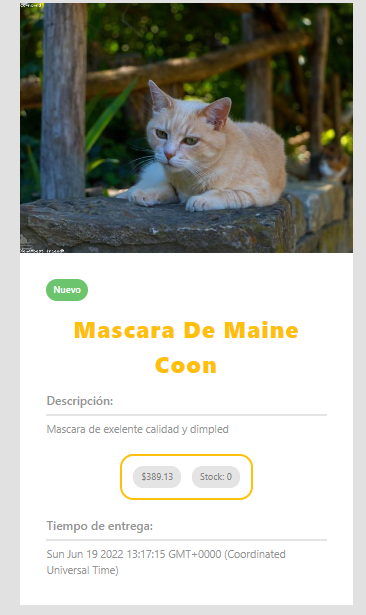 Nuevo
Mascara De Maine
Coon
Descripción:
Mascara de exelente calidad y dimpled
$389.13
Stock: 0
Tiempo de entrega:
Sun Jun 19 2022 13:17:15 GMT+0000 (Coordinated
Universal Time)